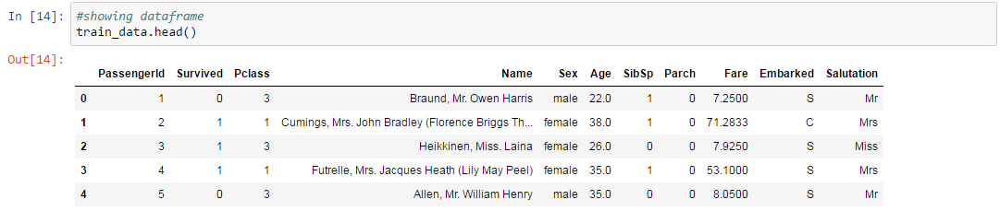 In [14]: #showing dataframe
train_data.head()
Out[14]:
PassengerId Survived Pclass Name Sex Age SibSp Parch Fare Embarked Salutation
0 1 0 3 Braund, Mr. Owen Harris male 22.0 1 0 7.2500 S Mr
1 2 1 1 Cumings, Mrs. John Bradley (Florence Briggs Th... female 38.0 1 0 71.2833 C Mrs
2 3 1 3 Heikkinen, Miss. Laina female 26.0 0 0 7.9250 S Miss
3 4 1 1 Futrelle, Mrs. Jacques Heath (Lily May Peel) female 35.0 1 0 53.1000 S Mrs
4 5 0 3 Allen, Mr. William Henry male 35.0 0 0 8.0500 S Mr